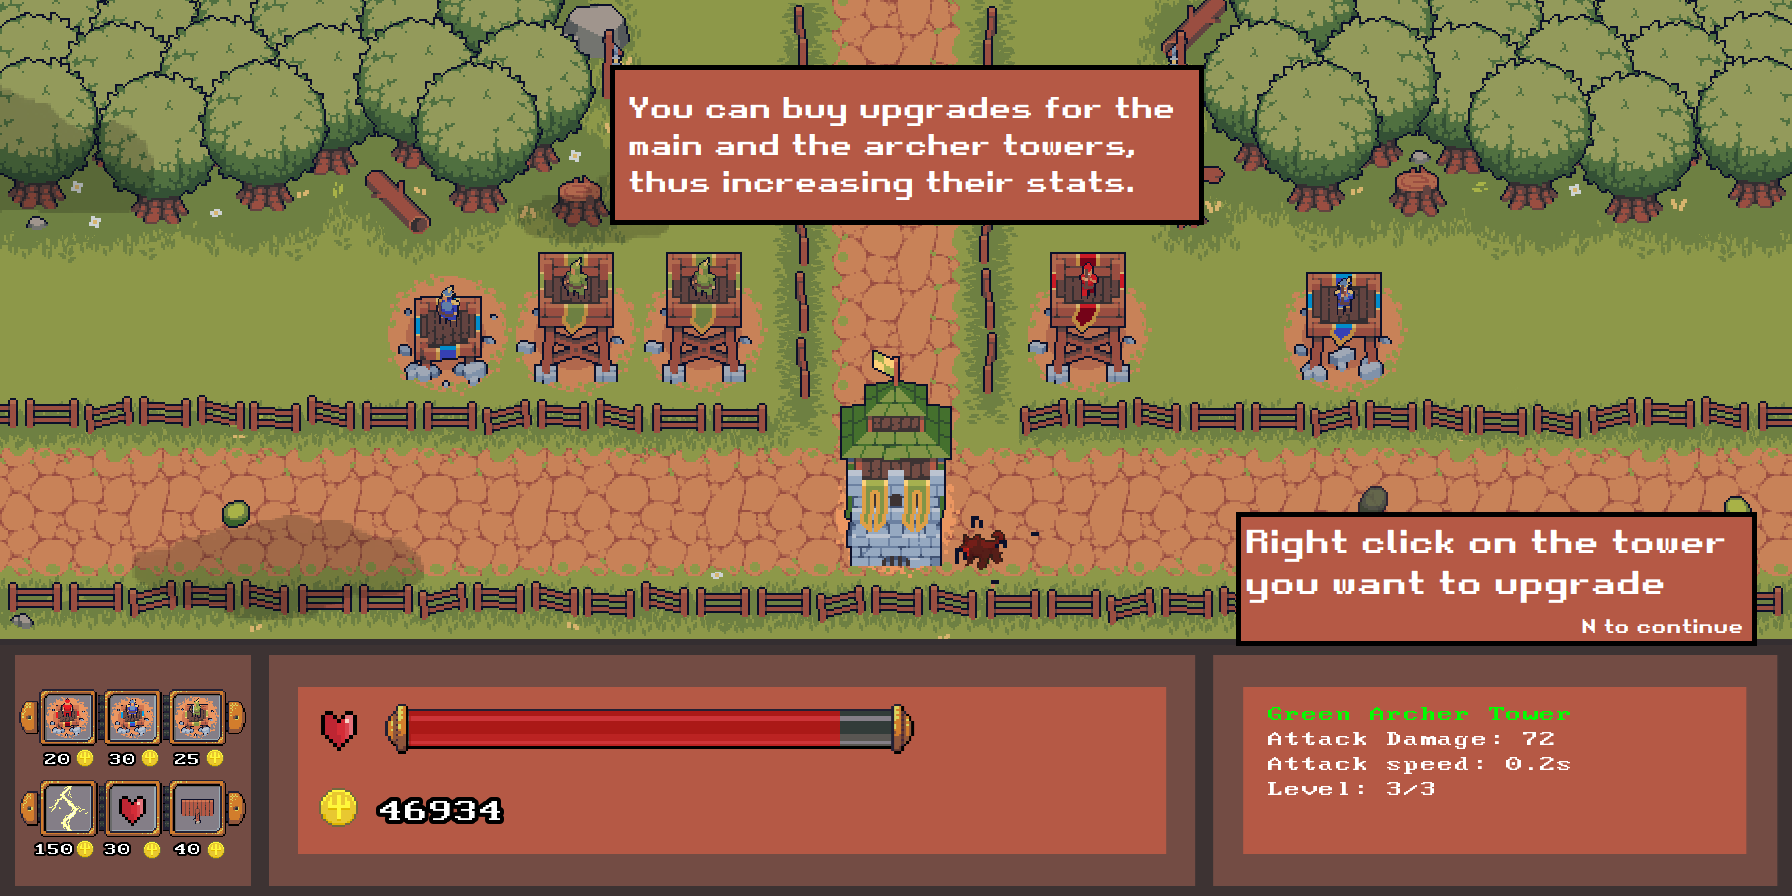 You can buy upgrades for the
main and the archer towers,
thus increasing their stats.
Right click on the tower
you want to upgrade
N to continue
20 30 25
150 30 40
46934
Green Archer Tower
Attack Damage: 72
Attack speed: 0.2s
Level: 3/3